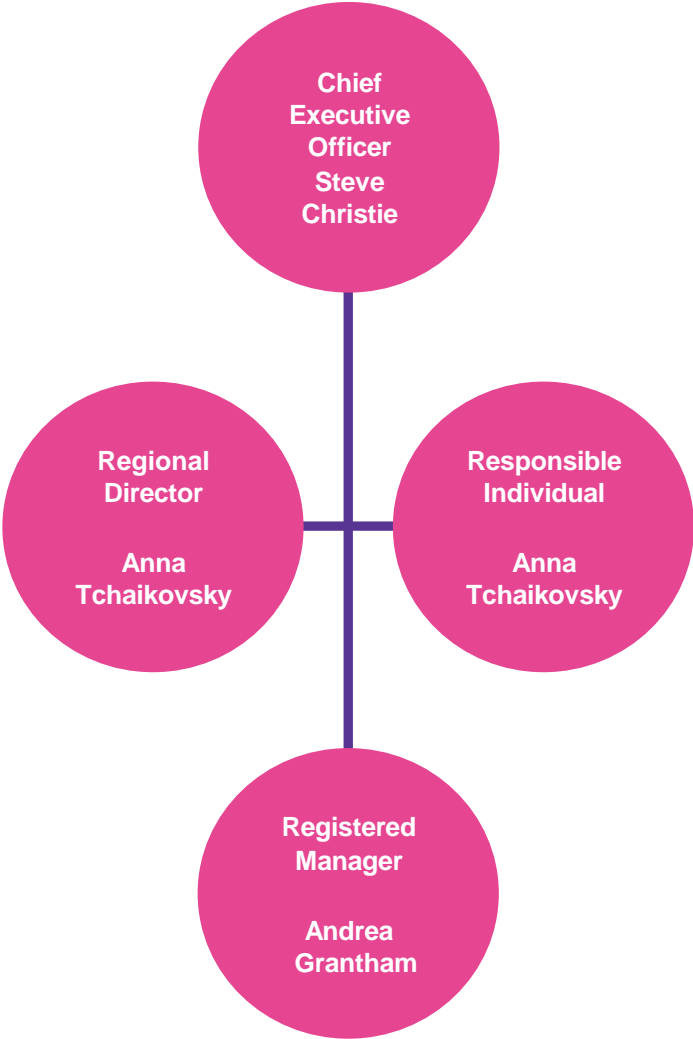 Chief
Executive
Officer
Steve
Christie
Regional
Director
Anna
Tchaikovsky
Responsible
Individual
Anna
Tchaikovsky
Registered
Manager
Andrea
Grantham